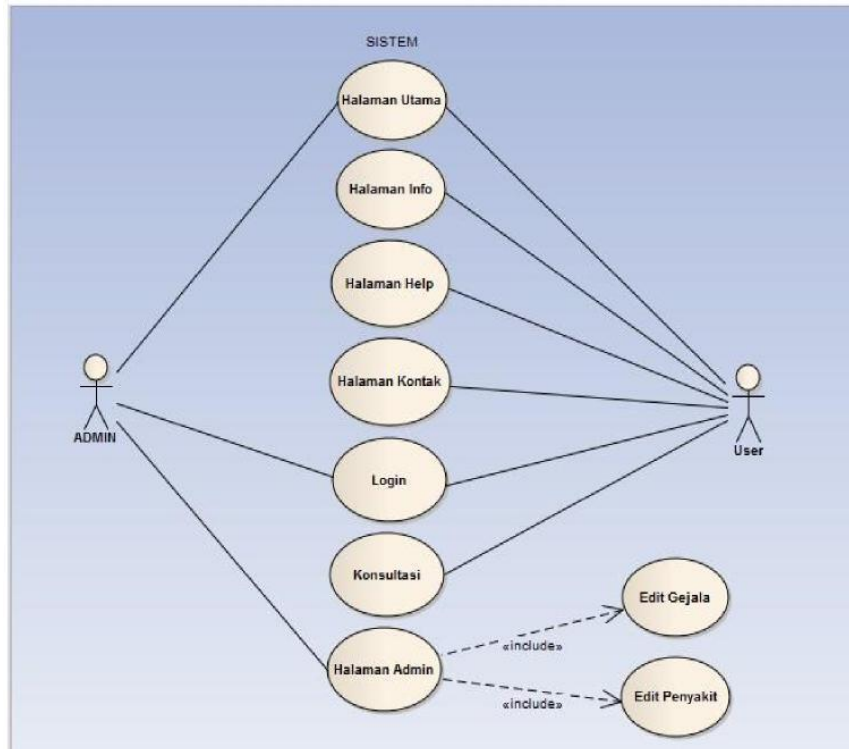 SISTEM
Halaman Utama
Halaman Info
Halaman Help
Halaman Kontak
ADMIN
User
Login
Konsultasi
Edit Gejala
«include»
Halaman Admin
Edit Penyakit
«include»